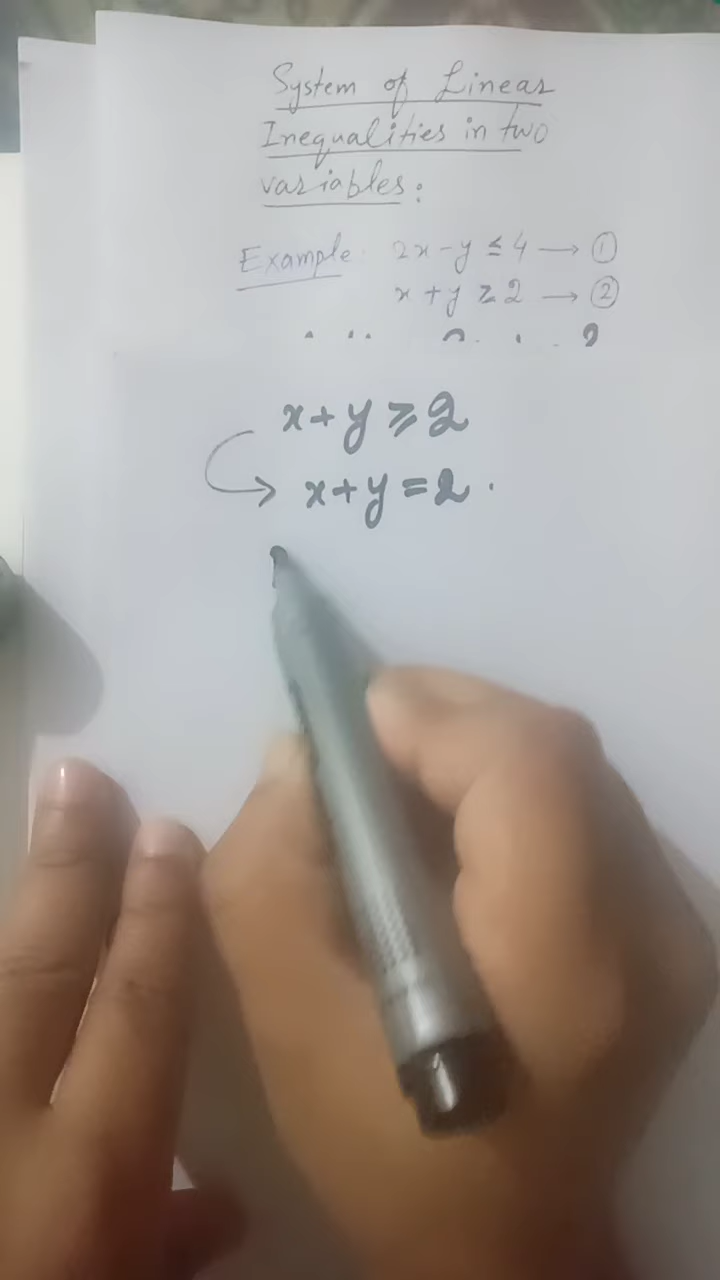 System of Linear
Inequalities in two
variables:
Example: 2x-y ≤ 4 → ①
x + y ≥ 2 → ②
x+y ≥ 2
x+y = 2.